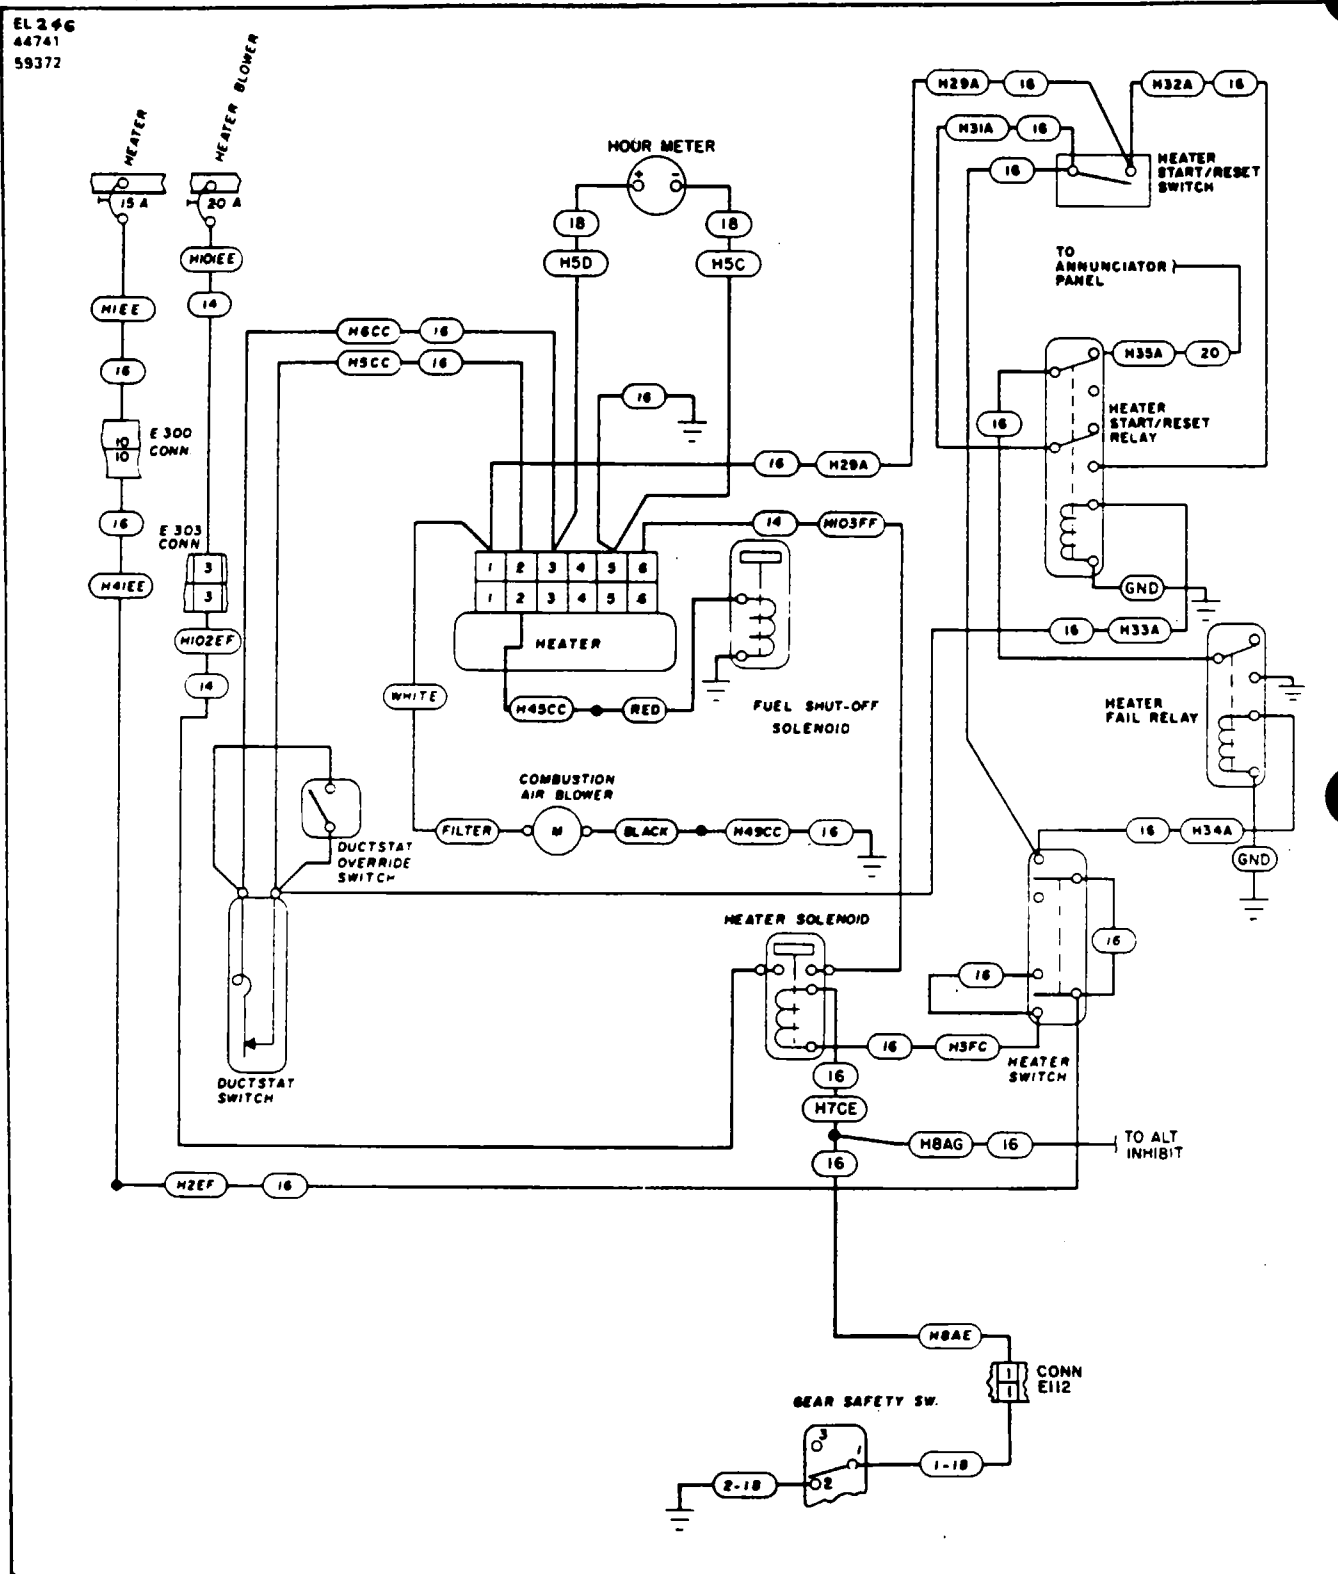 EL 246
44741
59372
HEATER
HEATER BLOWER
15 A
20 A
H1EE
16
E 300
CONN
10
10
16
H41EE
H101EE
14
E 303
CONN
3
3
H102EF
14
HOUR METER
+
-
18
18
H5D
H5C
H6CC
16
H5CC
16
16
16
H29A
H29A
16
H32A
16
H31A
16
16
HEATER
START/RESET
SWITCH
TO
ANNUNCIATOR
PANEL
H35A
20
16
HEATER
START/RESET
RELAY
GND
16
H33A
14
H103FF
1 2 3 4 5 6
1 2 3 4 5 6
HEATER
WHITE
H45CC
RED
FUEL SHUT-OFF
SOLENOID
HEATER
FAIL RELAY
COMBUSTION
AIR BLOWER
FILTER
M
BLACK
H49CC
16
DUCTSTAT
OVERRIDE
SWITCH
16
H34A
GND
HEATER SOLENOID
16
16
16
H3FC
HEATER
SWITCH
DUCTSTAT
SWITCH
16
H7CE
H8AG
16
TO ALT
INHIBIT
16
H2EF
16
H8AE
1
1
CONN
E112
GEAR SAFETY SW.
3
1
2
1-18
2-18